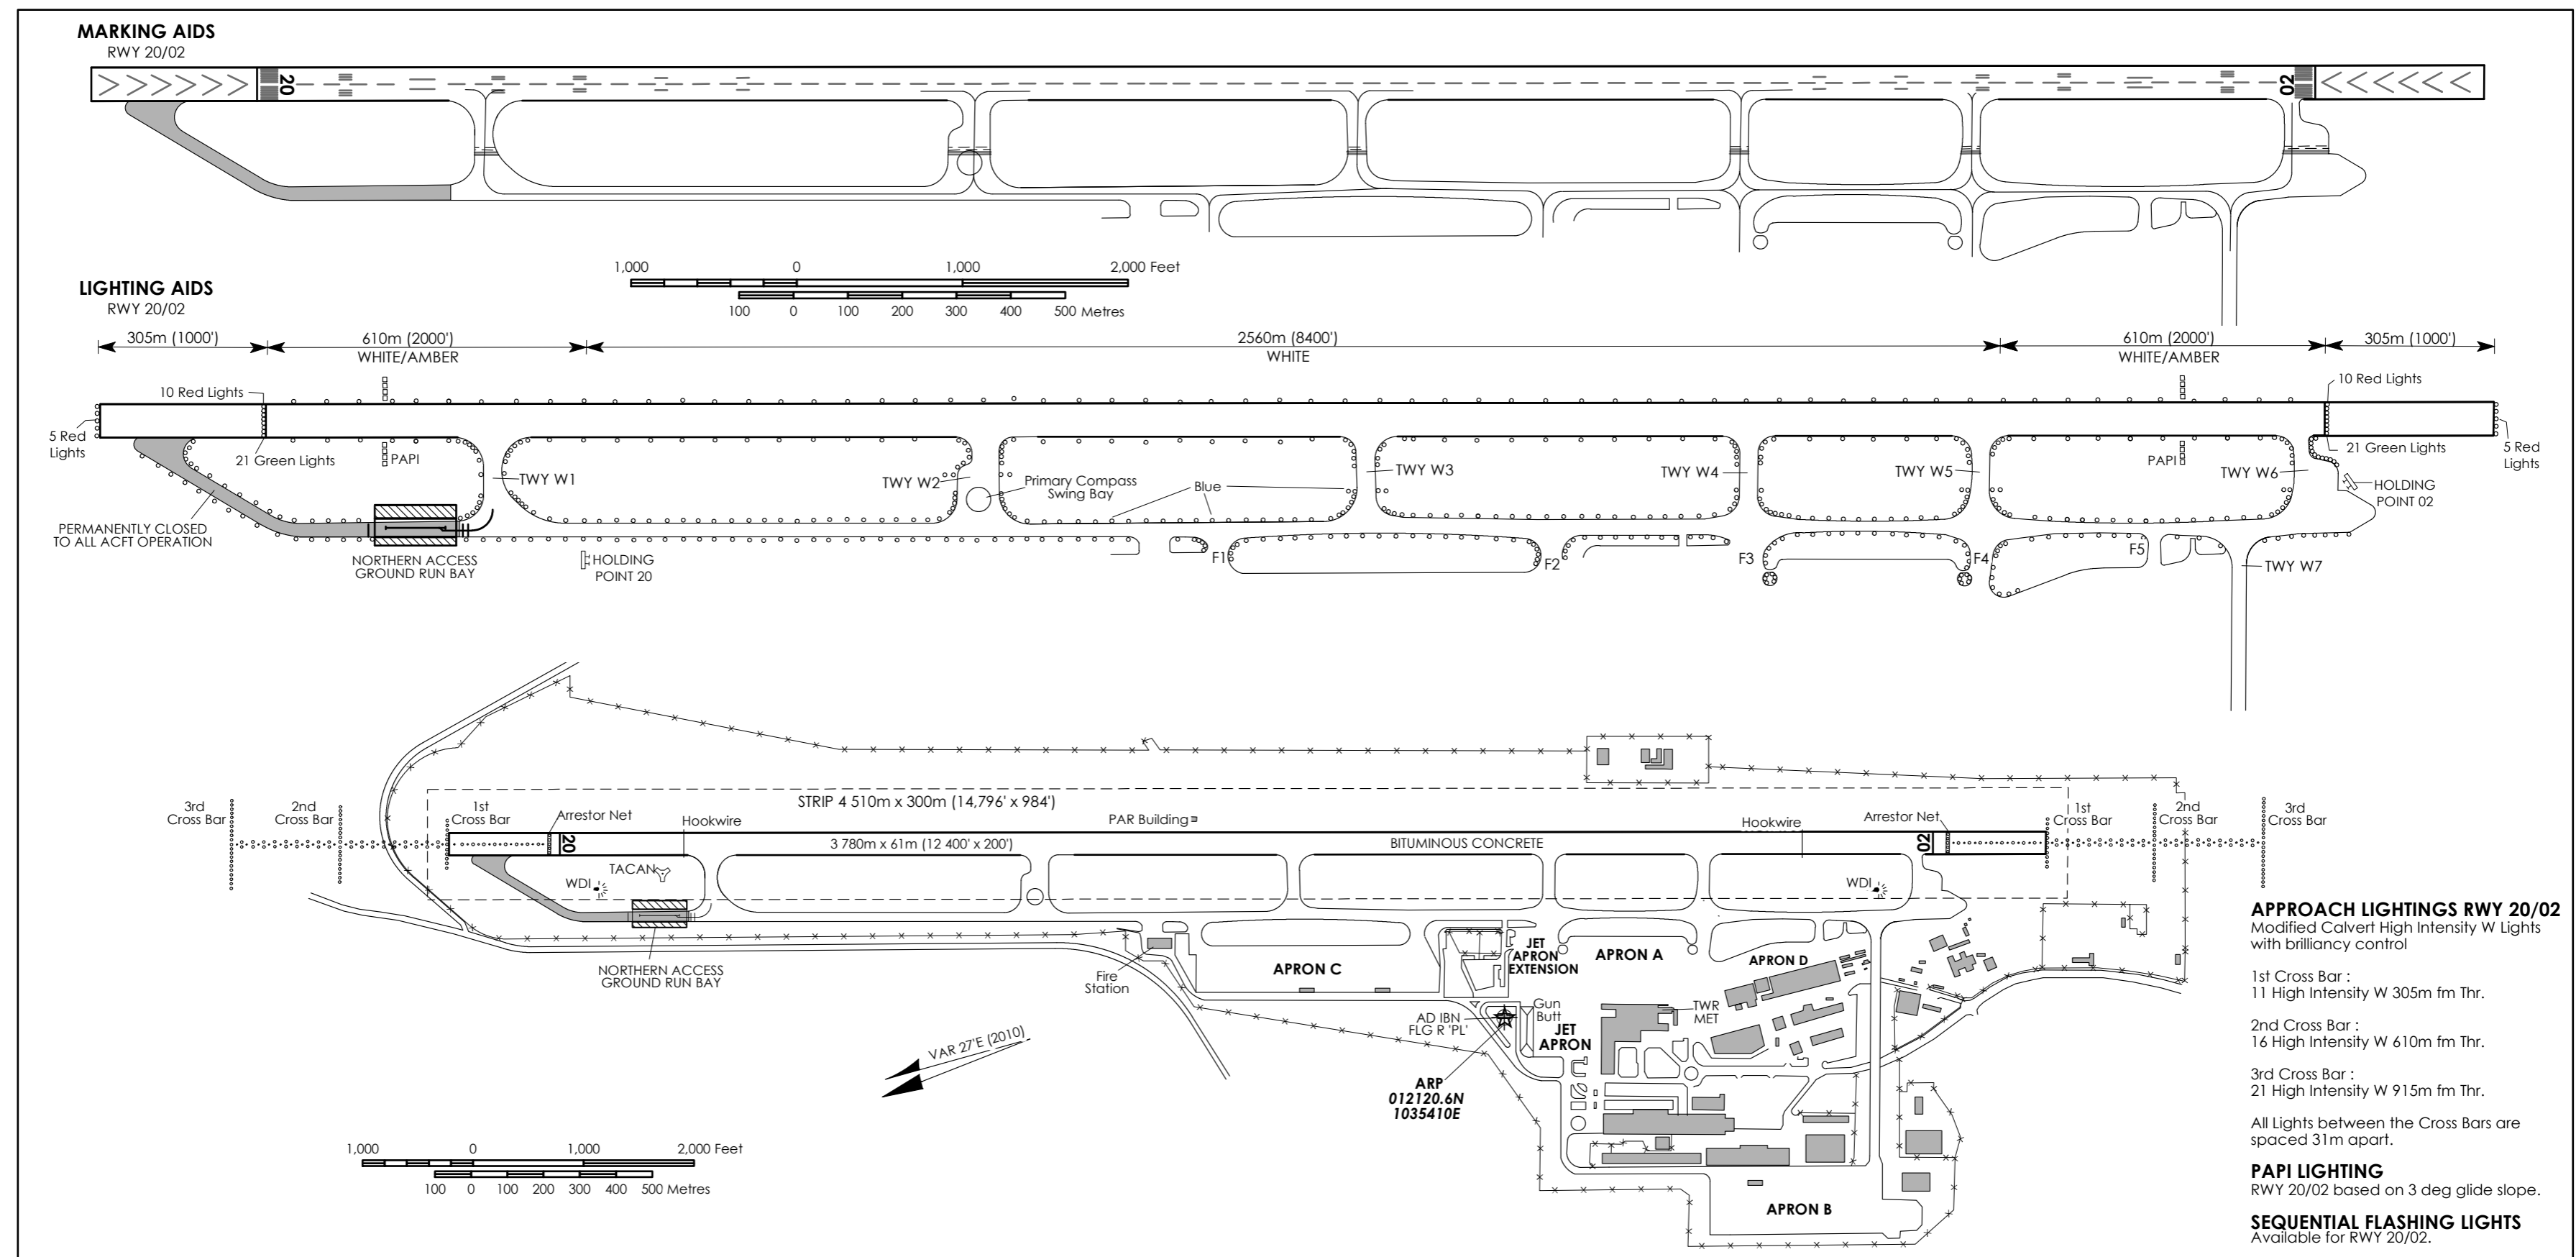 MARKING AIDS
RWY 20/02
20
02
1,000 0 1,000 2,000 Feet
100 0 100 200 300 400 500 Metres
LIGHTING AIDS
RWY 20/02
305m (1000') 610m (2000') 2560m (8400') 610m (2000') 305m (1000')
WHITE/AMBER WHITE WHITE/AMBER
10 Red Lights
10 Red Lights
5 Red
Lights
21 Green Lights
PAPI
PAPI
21 Green Lights
5 Red
Lights
TWY W1
TWY W2
Primary Compass
Swing Bay
Blue
TWY W3
TWY W4
TWY W5
TWY W6
HOLDING
POINT 02
PERMANENTLY CLOSED
TO ALL ACFT OPERATION
NORTHERN ACCESS
GROUND RUN BAY
HOLDING
POINT 20
F1
F2
F3
F4
F5
TWY W7
STRIP 4 510m x 300m (14,796' x 984')
3rd
Cross Bar
2nd
Cross Bar
1st
Cross Bar
Arrestor Net
Hookwire
PAR Building
Hookwire
Arrestor Net
1st
Cross Bar
2nd
Cross Bar
3rd
Cross Bar
20
3 780m x 61m (12 400' x 200')
BITUMINOUS CONCRETE
02
TACAN
WDI
WDI
NORTHERN ACCESS
GROUND RUN BAY
Fire
Station
APRON C
JET
APRON
EXTENSION
APRON A
APRON D
AD IBN
FLG R 'PL'
Gun
Butt
JET
APRON
TWR
MET
VAR 27'E (2010)
ARP
012120.6N
1035410E
APRON B
1,000 0 1,000 2,000 Feet
100 0 100 200 300 400 500 Metres
APPROACH LIGHTINGS RWY 20/02
Modified Calvert High Intensity W Lights
with brilliancy control
1st Cross Bar :
11 High Intensity W 305m fm Thr.
2nd Cross Bar :
16 High Intensity W 610m fm Thr.
3rd Cross Bar :
21 High Intensity W 915m fm Thr.
All Lights between the Cross Bars are
spaced 31m apart.
PAPI LIGHTING
RWY 20/02 based on 3 deg glide slope.
SEQUENTIAL FLASHING LIGHTS
Available for RWY 20/02.